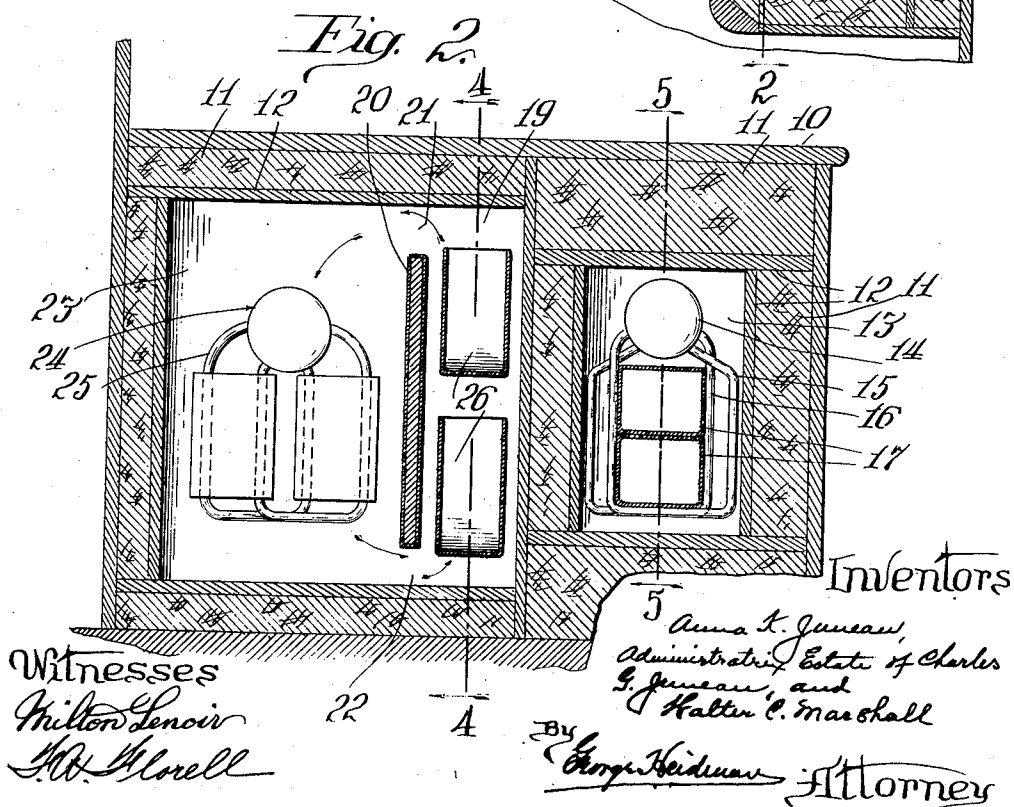 Fig. 2.
2
11 12 20 21 4 19 5 11 10
23
24
25
26
12 11
13
14
15
16
17
22
4
5
Inventors
Anna K. Juneau,
Administratrix Estate of Charles
G. Juneau, and
Walter C. Marshall
Witnesses
Milton Lenoir
F. A. Florell
By George Heideman
Attorney